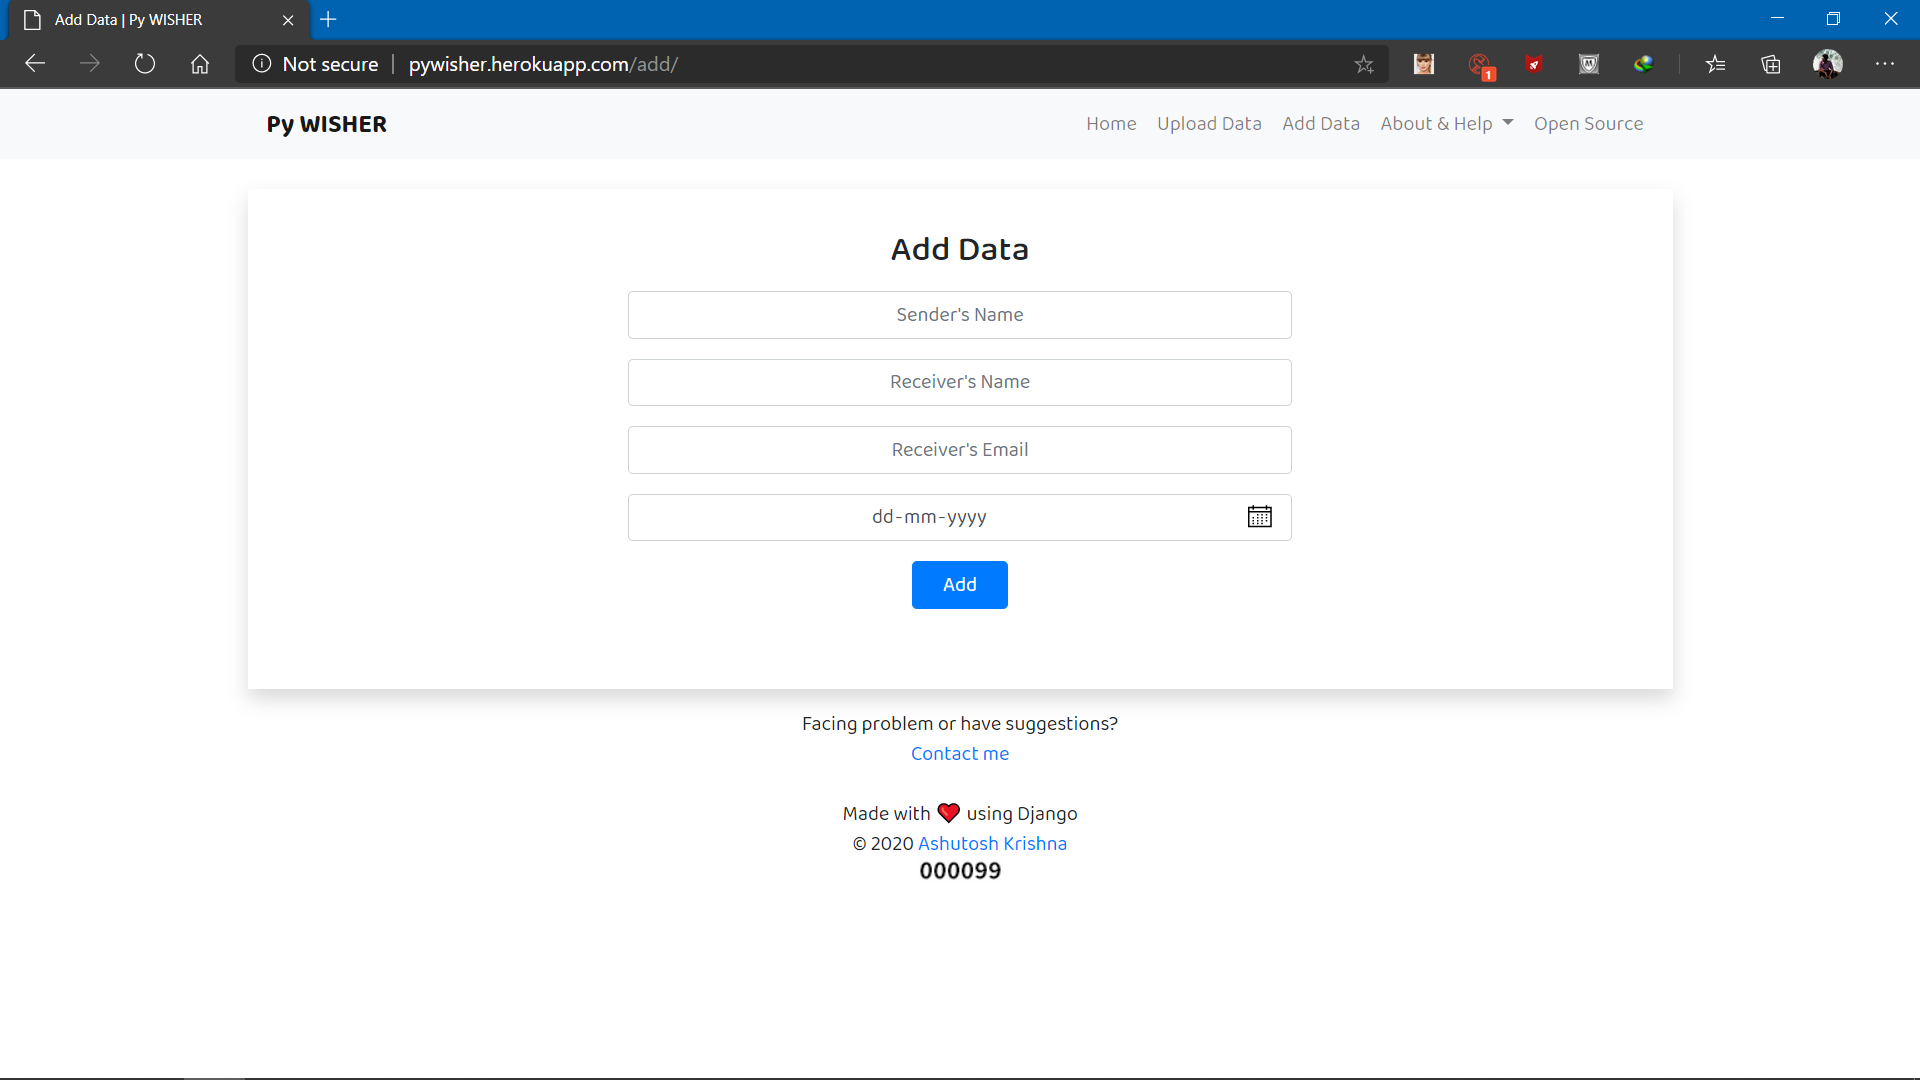 Add Data | Py WISHER
Not secure | pywisher.herokuapp.com/add/
1
Py WISHER
Home Upload Data Add Data About & Help Open Source
Add Data
Sender's Name
Receiver's Name
Receiver's Email
dd-mm-yyyy
Add
Facing problem or have suggestions?
Contact me
Made with ❤ using Django
© 2020 Ashutosh Krishna
000099